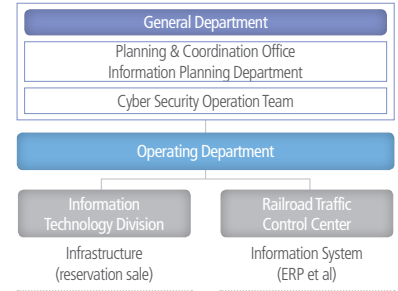 General Department
Planning & Coordination Office
Information Planning Department
Cyber Security Operation Team
Operating Department
Information
Technology Division
Railroad Traffic
Control Center
Infrastructure
(reservation sale)
Information System
(ERP et al)